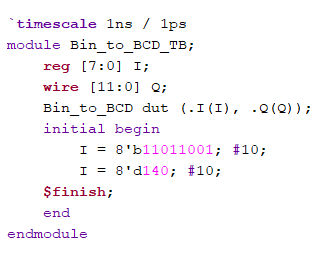 `timescale 1ns / 1ps
module Bin_to_BCD_TB;
    reg [7:0] I;
    wire [11:0] Q;
    Bin_to_BCD dut (.I(I), .Q(Q));
    initial begin
        I = 8'b11011001; #10;
        I = 8'd140; #10;
    $finish;
    end
endmodule